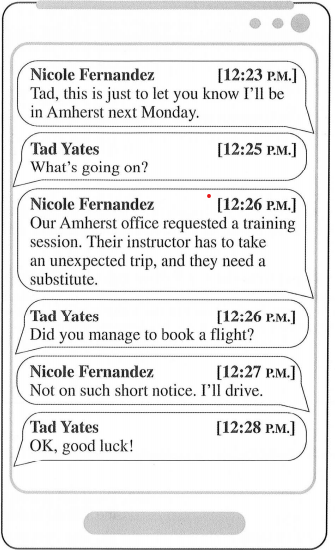 Nicole Fernandez [12:23 P.M.]
Tad, this is just to let you know I'll be
in Amherst next Monday.
Tad Yates [12:25 P.M.]
What's going on?
Nicole Fernandez [12:26 P.M.]
Our Amherst office requested a training
session. Their instructor has to take
an unexpected trip, and they need a
substitute.
Tad Yates [12:26 P.M.]
Did you manage to book a flight?
Nicole Fernandez [12:27 P.M.]
Not on such short notice. I'll drive.
Tad Yates [12:28 P.M.]
OK, good luck!